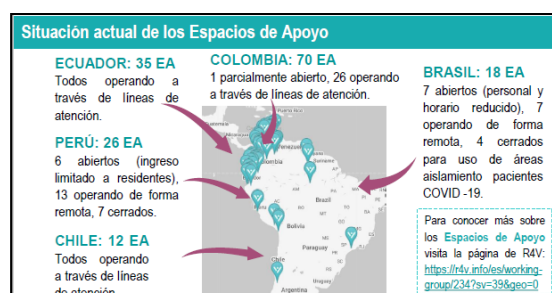 Situación actual de los Espacios de Apoyo
ECUADOR: 35 EA
Todos operando a
través de líneas de
atención.
COLOMBIA: 70 EA
1 parcialmente abierto, 26 operando
a través de líneas de atención.
BRASIL: 18 EA
7 abiertos (personal y
horario reducido), 7
operando de forma
remota, 4 cerrados
para uso de áreas
aislamiento pacientes
COVID -19.
PERÚ: 26 EA
6 abiertos (ingreso
limitado a residentes),
13 operando de forma
remota, 7 cerrados.
CHILE: 12 EA
Todos operando
a través de líneas
de atención
Para conocer más sobre
los Espacios de Apoyo
visita la página de R4V:
https://r4v.info/es/working-
group/234?sv=39&geo=0
Brazil
Bolivia
Paraguay
Chile
Uruguay
Argentina